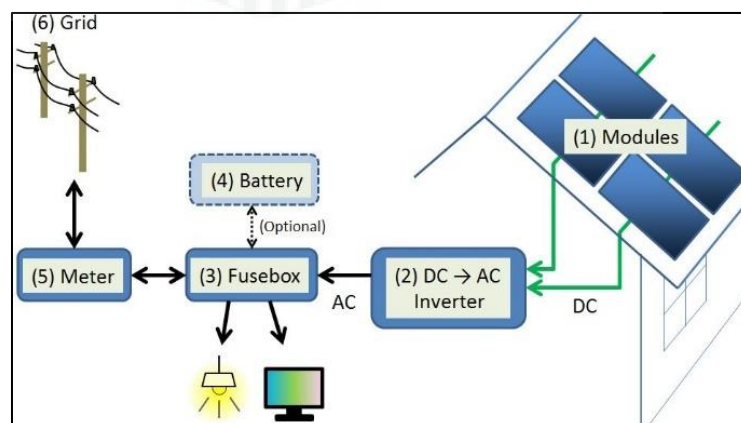 (6) Grid
(1) Modules
(4) Battery
(Optional)
(5) Meter
(3) Fusebox
(2) DC → AC
Inverter
AC
DC